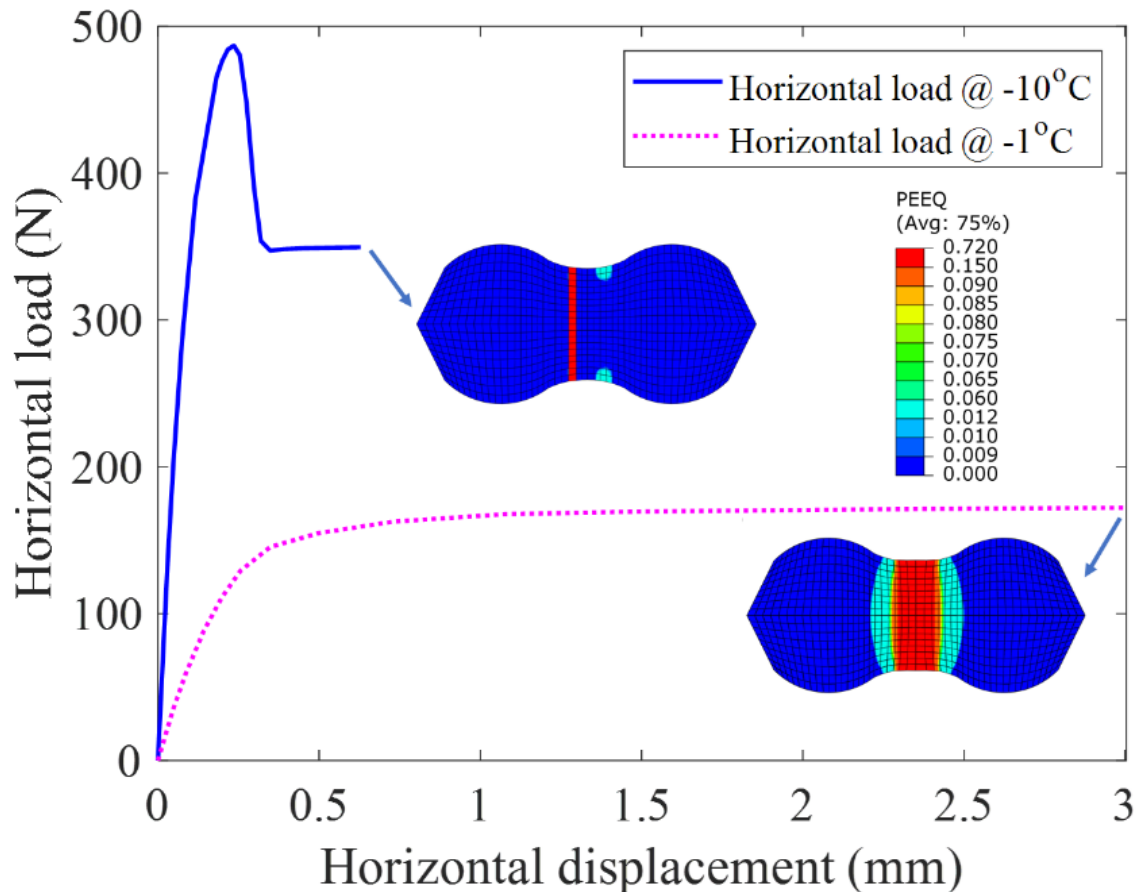 500
400
300
200
100
0
Horizontal load (N)
Horizontal load @ -10°C
Horizontal load @ -1°C
PEEQ
(Avg: 75%)
0.720
0.150
0.090
0.085
0.080
0.070
0.065
0.060
0.012
0.010
0.009
0.000
0 0.5 1 1.5 2 2.5 3
Horizontal displacement (mm)